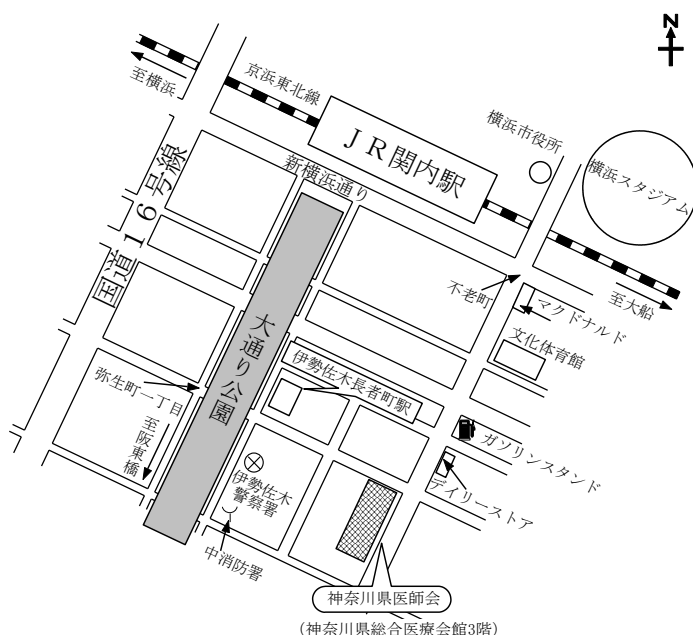 N
至横浜
京浜東北線
JR関内駅
横浜市役所
横浜スタジアム
新横浜通り
国道16号線
不老町
至大船
マクドナルド
文化体育館
大通り公園
伊勢佐木長者町駅
弥生町一丁目
至阪東橋
ガソリンスタンド
デイリーストア
伊勢佐木
警察署
中消防署
神奈川県医師会
(神奈川県総合医療会館3階)